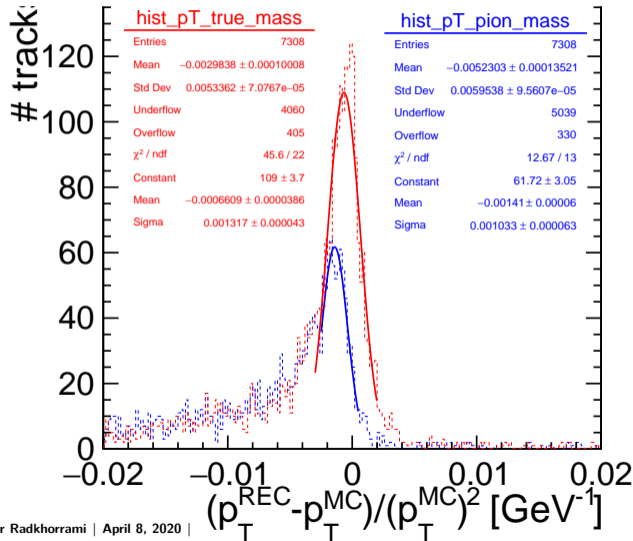 hist_pT_true_mass
Entries 7308
Mean −0.0029838 ± 0.00010008
Std Dev 0.0053362 ± 7.0767e−05
Underflow 4060
Overflow 405
χ² / ndf 45.6 / 22
Constant 109 ± 3.7
Mean −0.0006609 ± 0.0000386
Sigma 0.001317 ± 0.000043
hist_pT_pion_mass
Entries 7308
Mean −0.0052303 ± 0.00013521
Std Dev 0.0059538 ± 9.5607e−05
Underflow 5039
Overflow 330
χ² / ndf 12.67 / 13
Constant 61.72 ± 3.05
Mean −0.00141 ± 0.00006
Sigma 0.001033 ± 0.000063
# track
120
100
80
60
40
20
0
−0.02 −0.01 0 0.01 0.02
(p_T^REC-p_T^MC)/(p_T^MC)² [GeV⁻¹]
r Radkhorrami | April 8, 2020 |